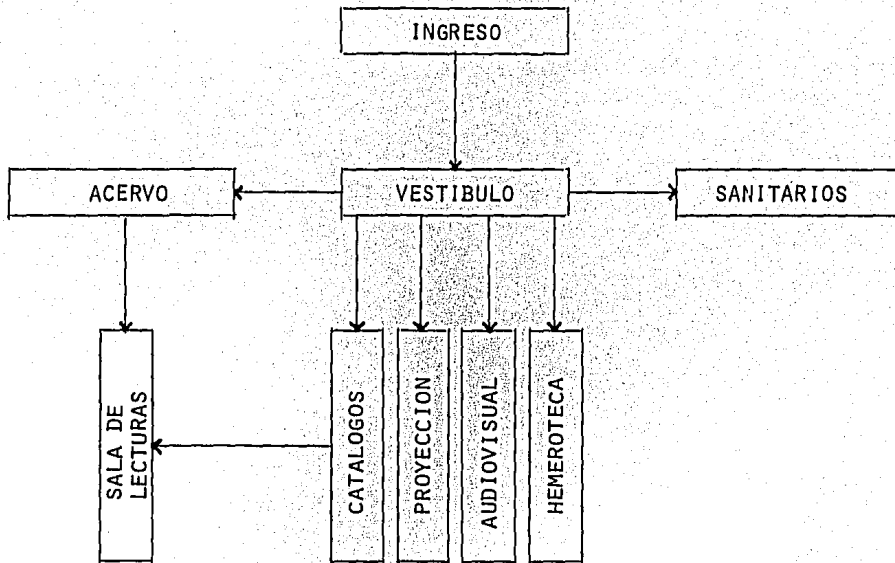 INGRESO
ACERVO
VESTIBULO
SANITARIOS
SALA DE
LECTURAS
CATALOGOS
PROYECCION
AUDIOVISUAL
HEMEROTECA